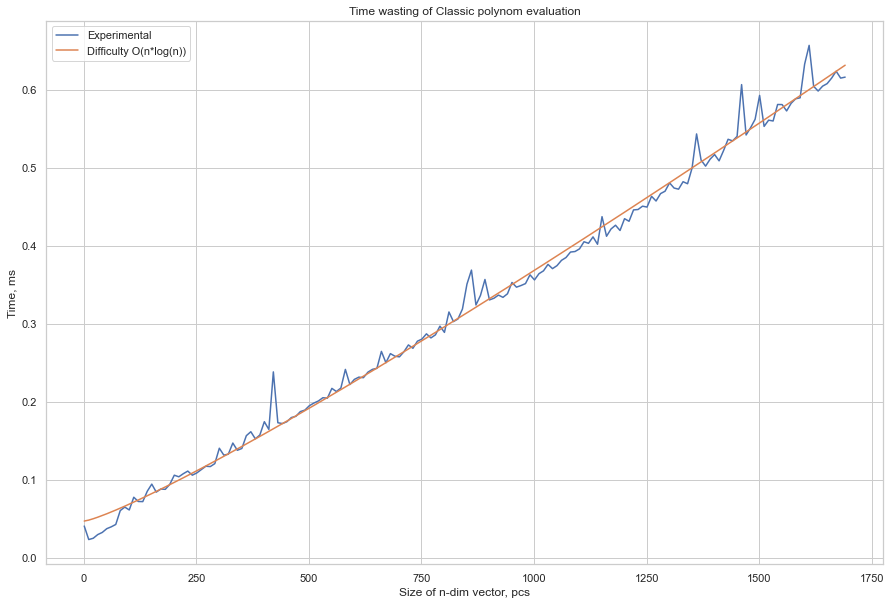 Time wasting of Classic polynom evaluation
Experimental
Difficulty O(n*log(n))
Time, ms
0.6
0.5
0.4
0.3
0.2
0.1
0.0
0 250 500 750 1000 1250 1500 1750
Size of n-dim vector, pcs